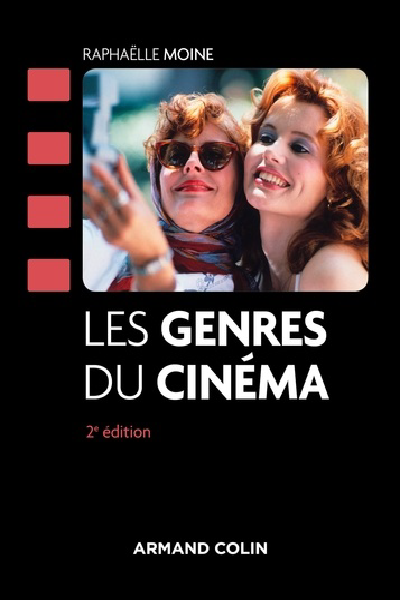 RAPHAËLLE MOINE
LES GENRES
DU CINÉMA
2e édition
ARMAND COLIN